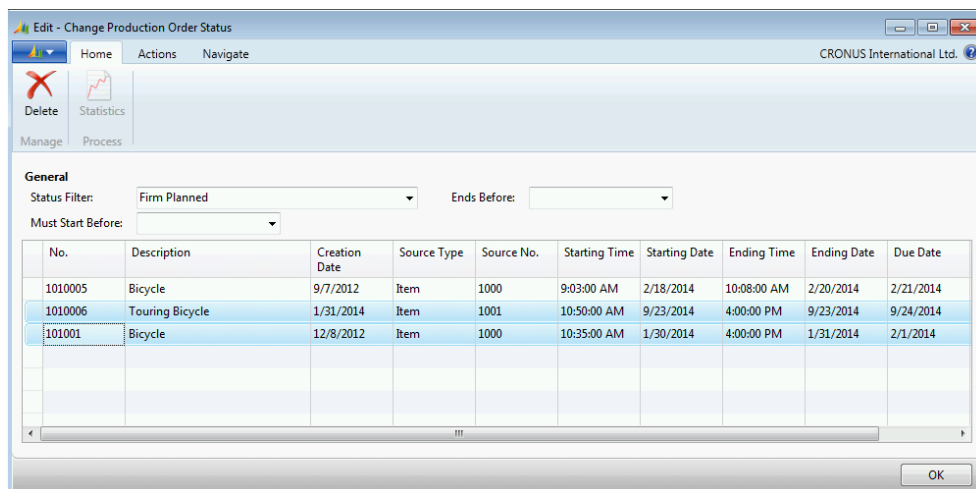 Edit - Change Production Order Status
Home Actions Navigate CRONUS International Ltd.
Delete Statistics
Manage Process
General
Status Filter: Firm Planned Ends Before:
Must Start Before:
No. Description Creation Date Source Type Source No. Starting Time Starting Date Ending Time Ending Date Due Date
1010005 Bicycle 9/7/2012 Item 1000 9:03:00 AM 2/18/2014 10:08:00 AM 2/20/2014 2/21/2014
1010006 Touring Bicycle 1/31/2014 Item 1001 10:50:00 AM 9/23/2014 4:00:00 PM 9/23/2014 9/24/2014
101001 Bicycle 12/8/2012 Item 1000 10:35:00 AM 1/30/2014 4:00:00 PM 1/31/2014 2/1/2014
OK